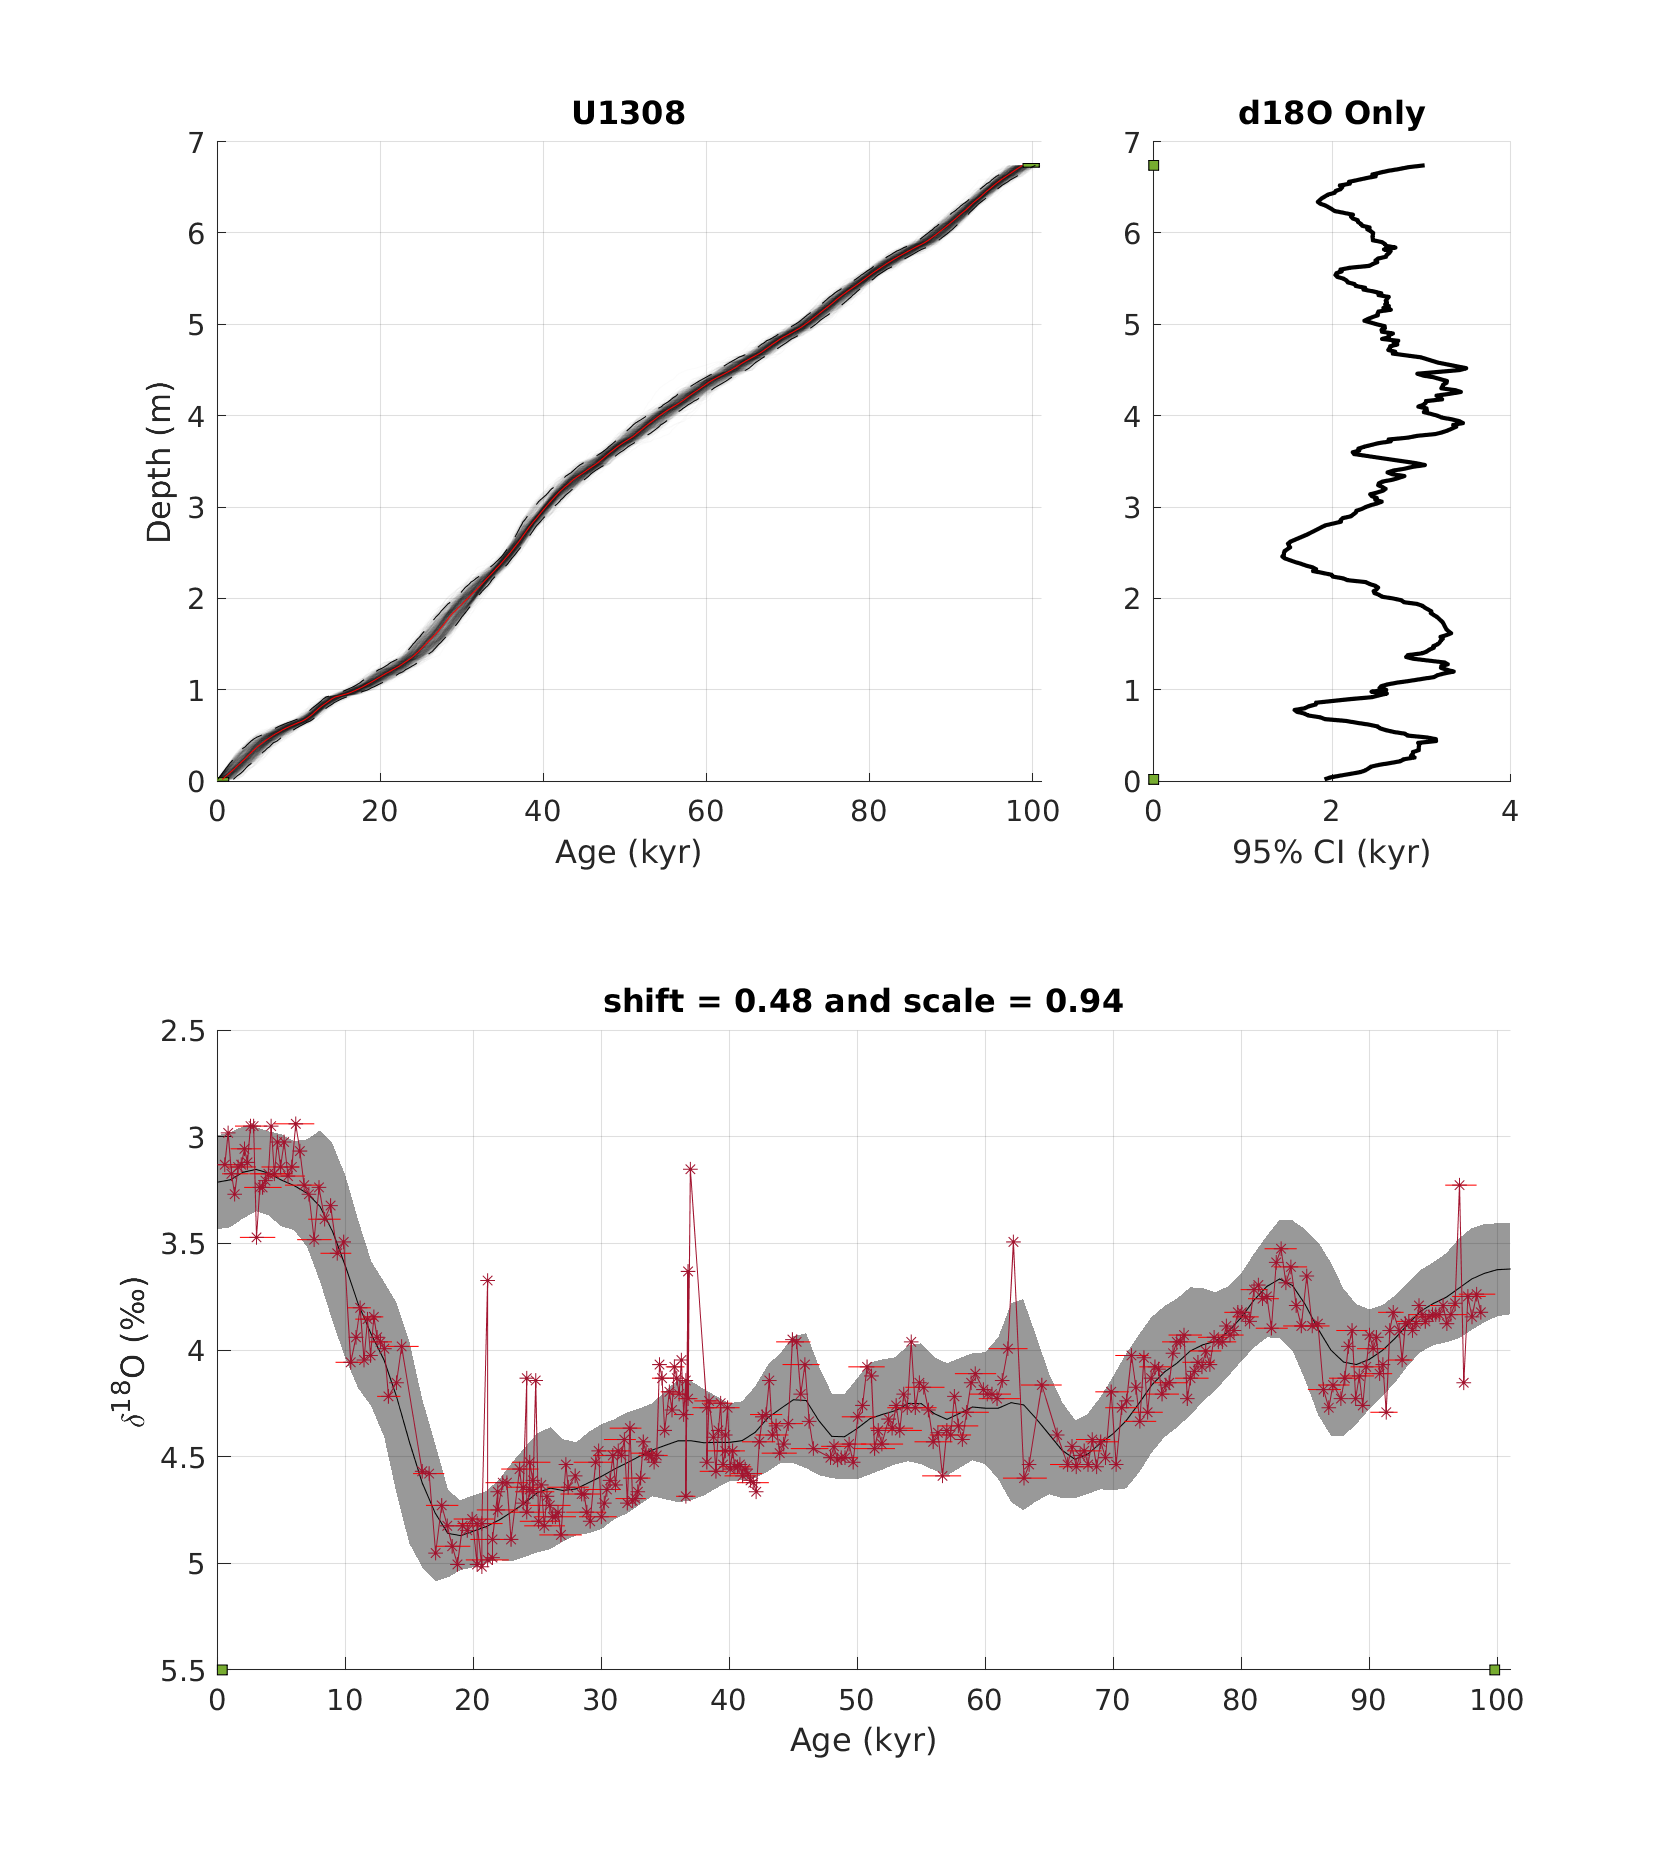 U1308
d18O Only
7
6
5
4
3
2
1
0
Depth (m)
0 20 40 60 80 100
Age (kyr)
7
6
5
4
3
2
1
0
0 2 4
95% CI (kyr)
shift = 0.48 and scale = 0.94
2.5
3
3.5
4
4.5
5
5.5
δ18O (‰)
0 10 20 30 40 50 60 70 80 90 100
Age (kyr)